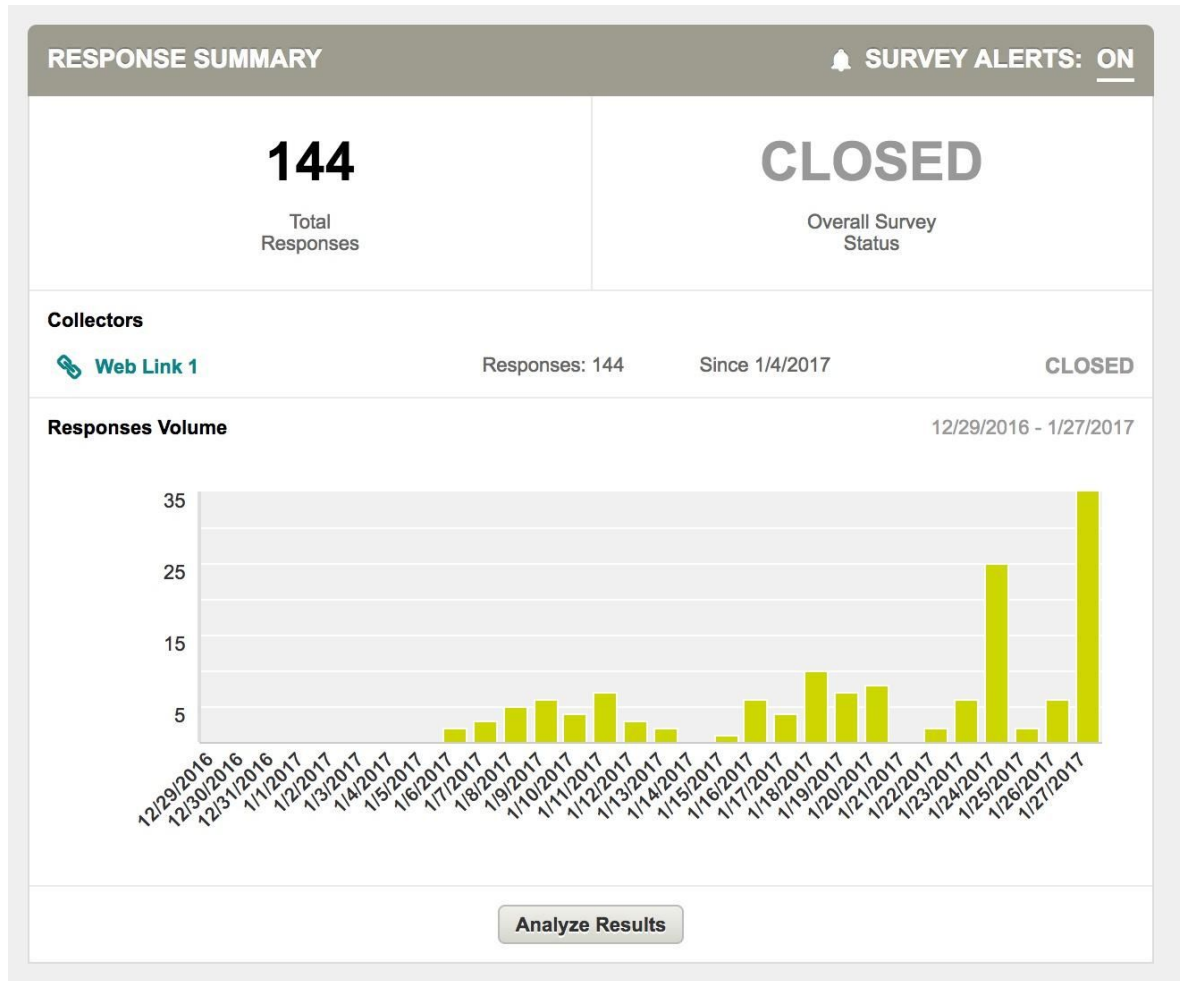 RESPONSE SUMMARY
SURVEY ALERTS: ON
144
Total
Responses
CLOSED
Overall Survey
Status
Collectors
Web Link 1
Responses: 144
Since 1/4/2017
CLOSED
Responses Volume
12/29/2016 - 1/27/2017
35
25
15
5
12/29/2016
12/30/2016
12/31/2016
1/1/2017
1/2/2017
1/3/2017
1/4/2017
1/5/2017
1/6/2017
1/7/2017
1/8/2017
1/9/2017
1/10/2017
1/11/2017
1/12/2017
1/13/2017
1/14/2017
1/15/2017
1/16/2017
1/17/2017
1/18/2017
1/19/2017
1/20/2017
1/21/2017
1/22/2017
1/23/2017
1/24/2017
1/25/2017
1/26/2017
1/27/2017
Analyze Results